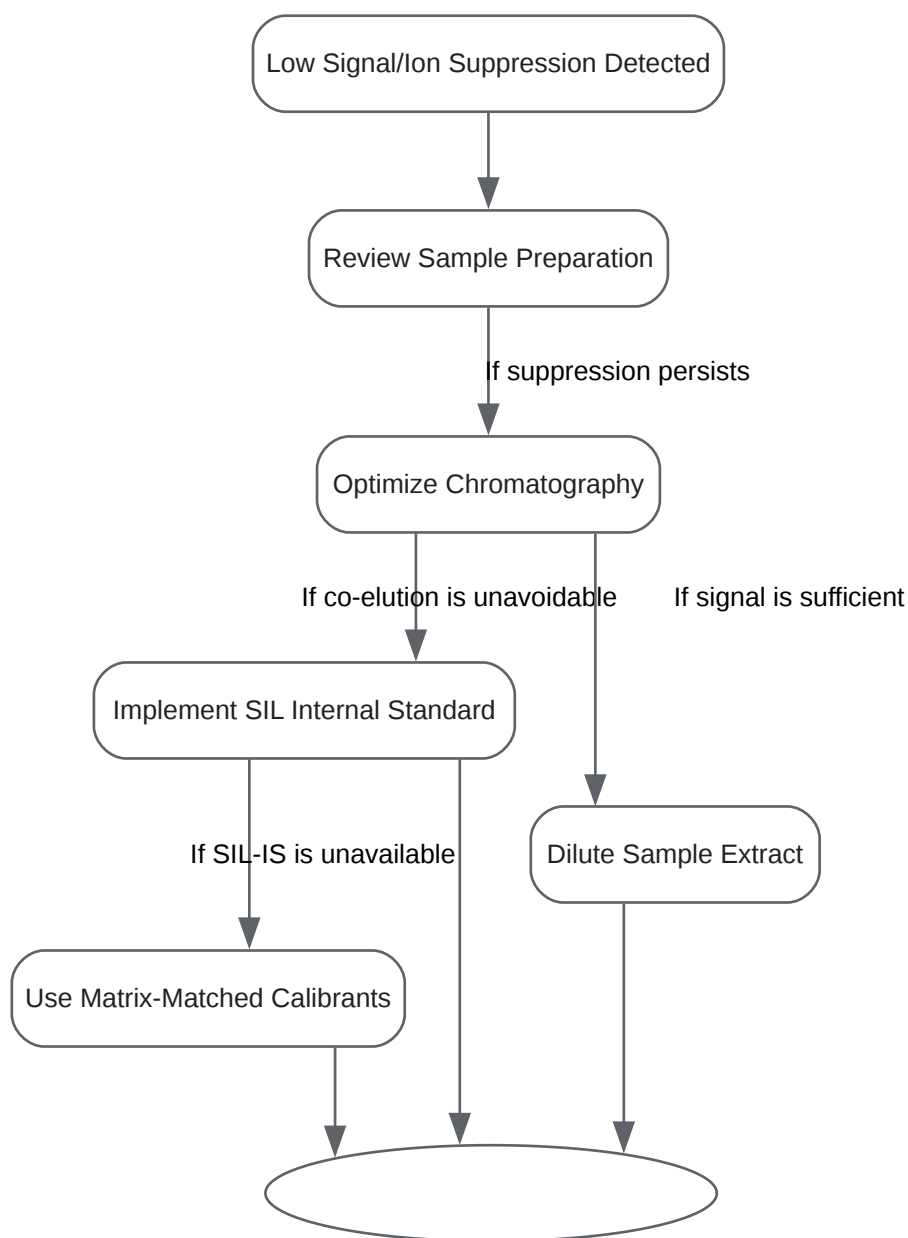 Low Signal/Ion Suppression Detected
Review Sample Preparation
If suppression persists
Optimize Chromatography
If co-elution is unavoidable
If signal is sufficient
Implement SIL Internal Standard
If SIL-IS is unavailable
Dilute Sample Extract
Use Matrix-Matched Calibrants